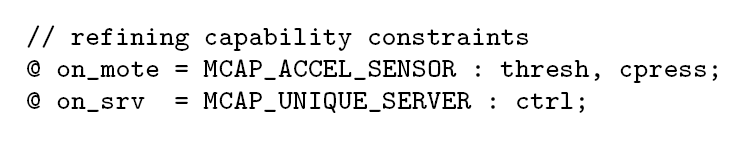 // refining capability constraints
@ on_mote = MCAP_ACCEL_SENSOR : thresh, cpress;
@ on_srv  = MCAP_UNIQUE_SERVER : ctrl;